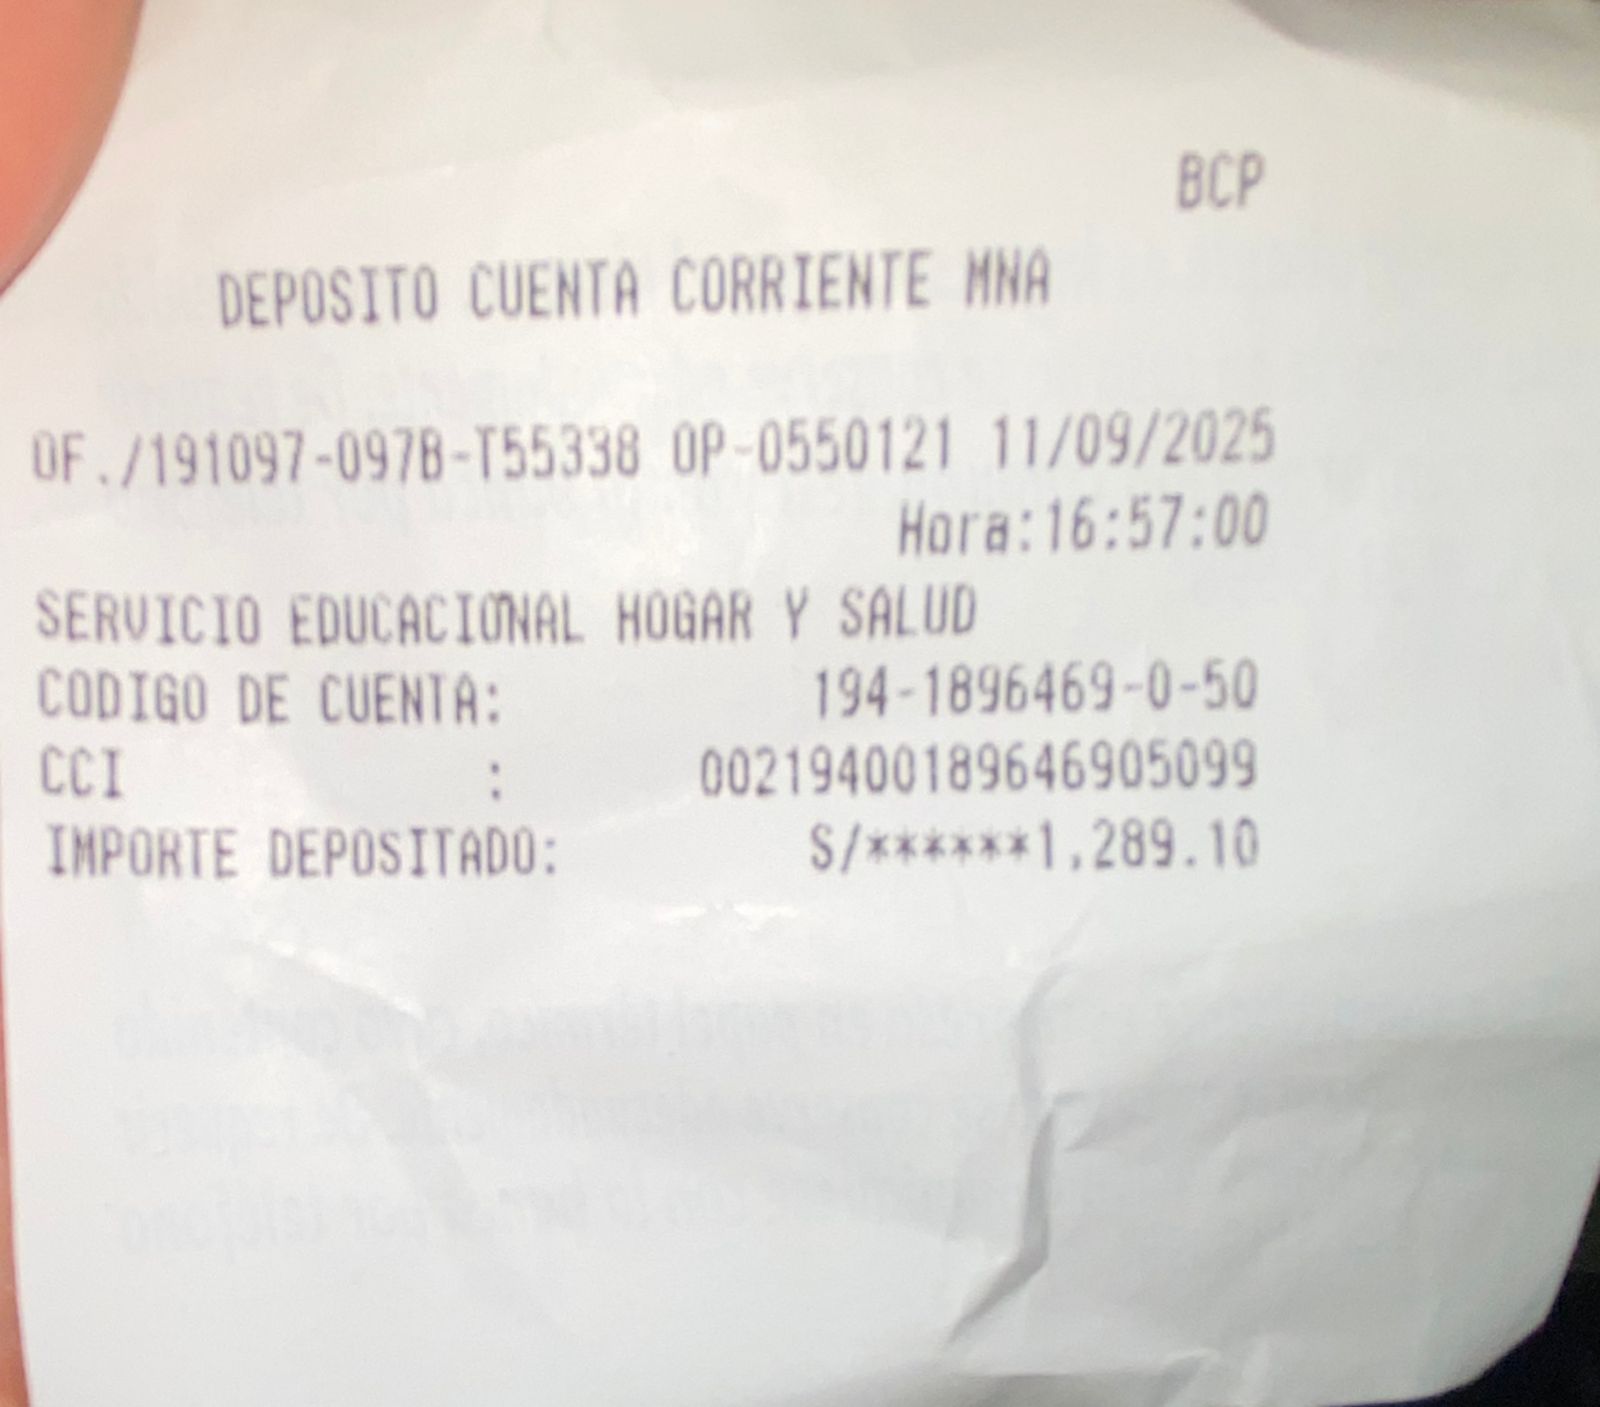 BCP
DEPOSITO CUENTA CORRIENTE MNA
OF./191097-097B-T55338 OP-0550121 11/09/2025
Hora:16:57:00
SERVICIO EDUCACIONAL HOGAR Y SALUD
CODIGO DE CUENTA: 194-1896469-0-50
CCI : 00219400189646905099
IMPORTE DEPOSITADO: S/******1,289.10